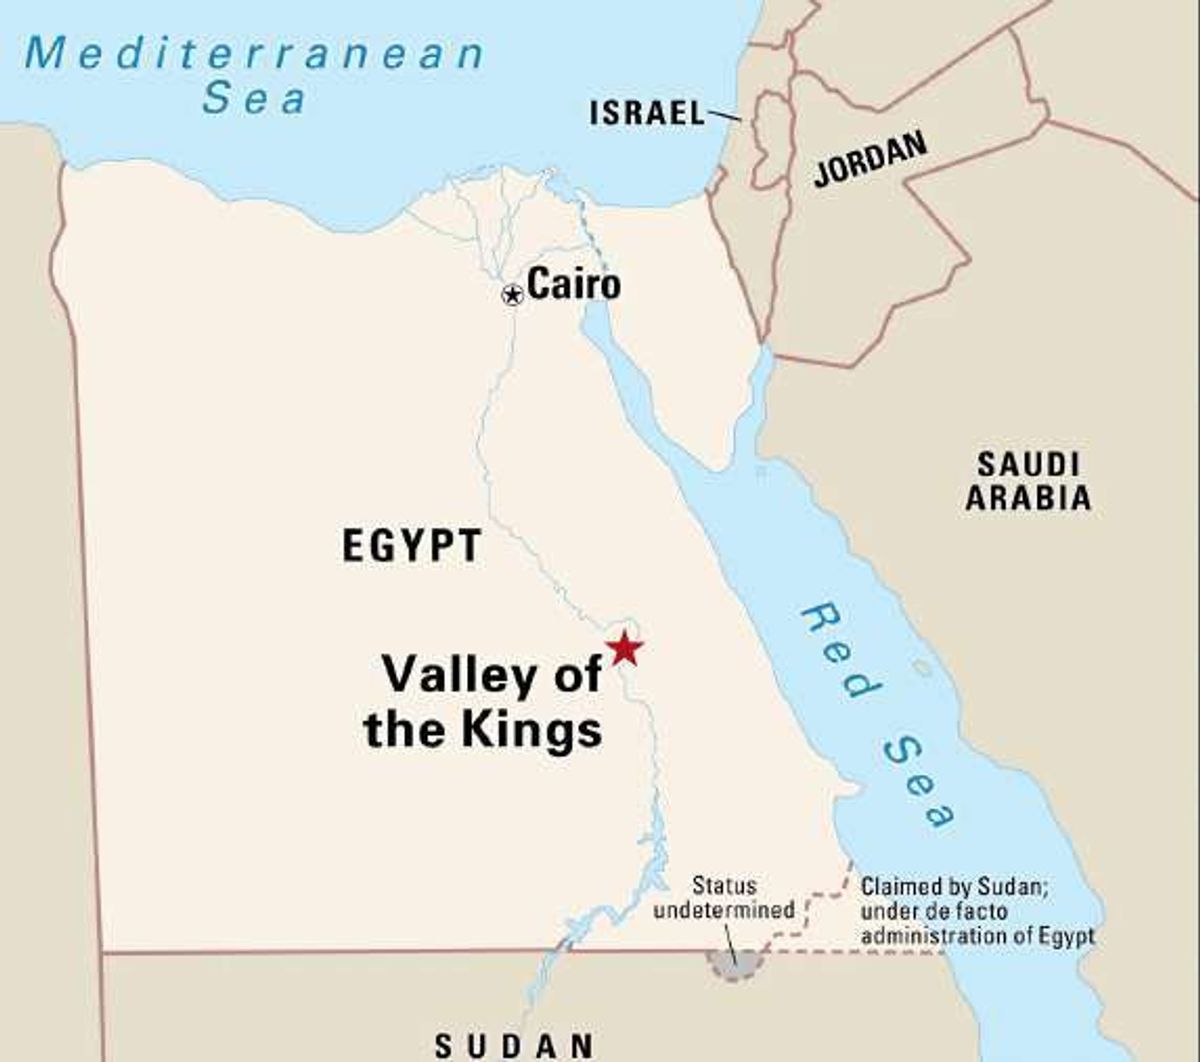 Mediterranean
Sea
ISRAEL
JORDAN
Cairo
SAUDI
ARABIA
EGYPT
Valley of
the Kings
Red Sea
Status
undetermined
Claimed by Sudan;
under de facto
administration of Egypt
SUDAN